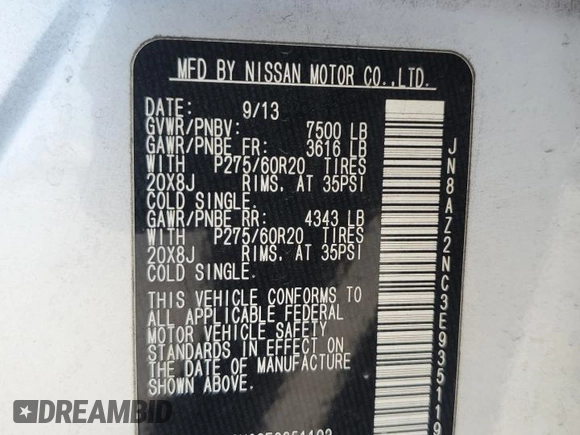 MFD BY NISSAN MOTOR CO.,LTD.
DATE: 9/13
GVWR/PNBV: 7500 LB
GAWR/PNBE FR: 3616 LB
WITH P275/60R20 TIRES
20X8J RIMS, AT 35PSI
COLD SINGLE.
GAWR/PNBE RR: 4343 LB
WITH P275/60R20 TIRES
20X8J RIMS, AT 35PSI
COLD SINGLE.
THIS VEHICLE CONFORMS TO
ALL APPLICABLE FEDERAL
MOTOR VEHICLE SAFETY
STANDARDS IN EFFECT ON
THE DATE OF MANUFACTURE
SHOWN ABOVE.
JN8AZ2NC3E935119
DREAMBID